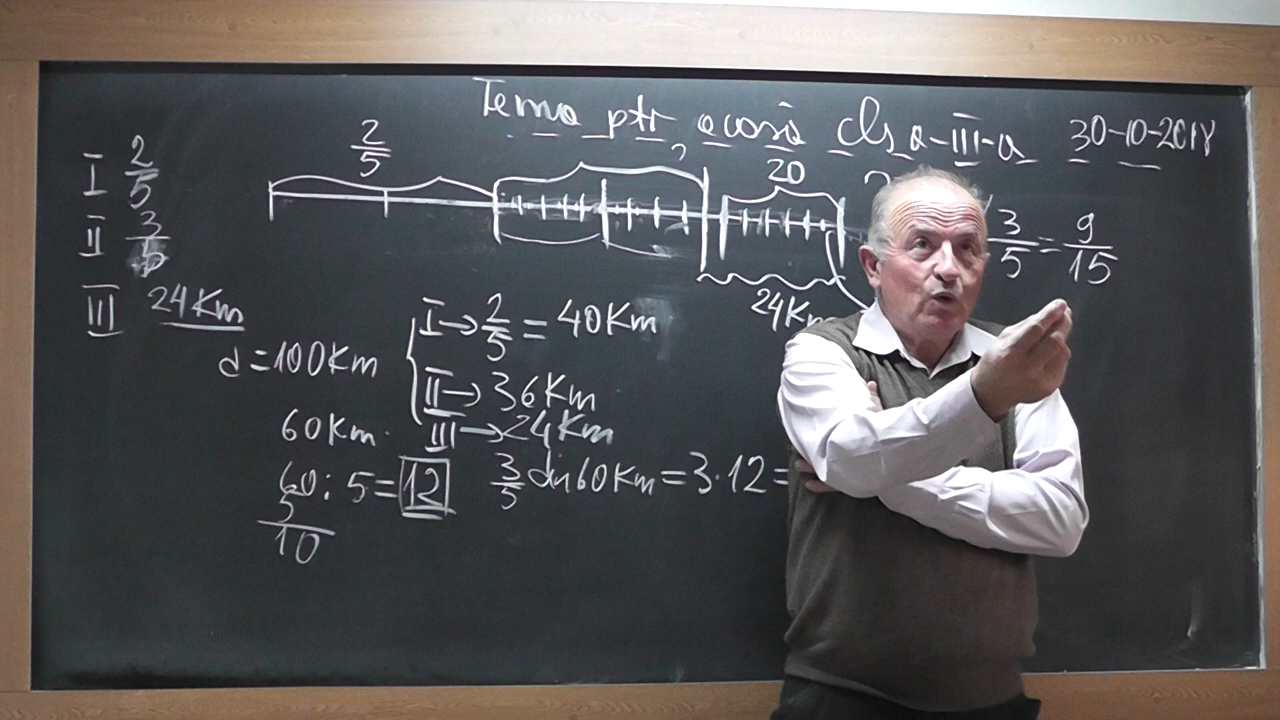 Tema ptr, acasă cls a-III-a 30-10-2018
I 2/5
II 3/5
III 24Km
2/5
?
20
?
24Km
3/5 = 9/15
d = 100Km
I → 2/5 = 40Km
II → 36Km
III → 24Km
60Km.
60 : 5 = 12
5
10
3/5 din 60Km = 3·12 =